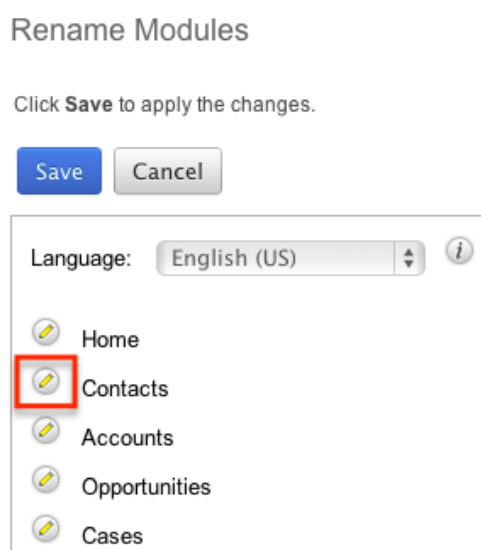 Rename Modules
Click Save to apply the changes.
Save Cancel
Language: English (US) i
Home
Contacts
Accounts
Opportunities
Cases